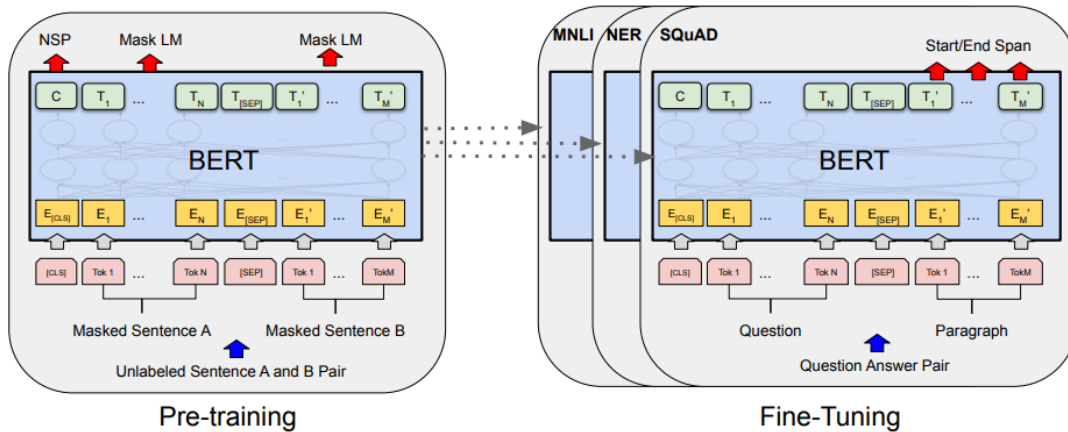 NSP Mask LM Mask LM
C T1 ... TN T[SEP] T1' ... TM'
BERT
E[CLS] E1 ... EN E[SEP] E1' ... EM'
[CLS] Tok 1 ... Tok N [SEP] Tok 1 ... TokM
Masked Sentence A Masked Sentence B
Unlabeled Sentence A and B Pair
Pre-training
MNLI NER SQuAD
Start/End Span
C T1 ... TN T[SEP] T1' ... TM'
BERT
E[CLS] E1 ... EN E[SEP] E1' ... EM'
[CLS] Tok 1 ... Tok N [SEP] Tok 1 ... TokM
Question Paragraph
Question Answer Pair
Fine-Tuning